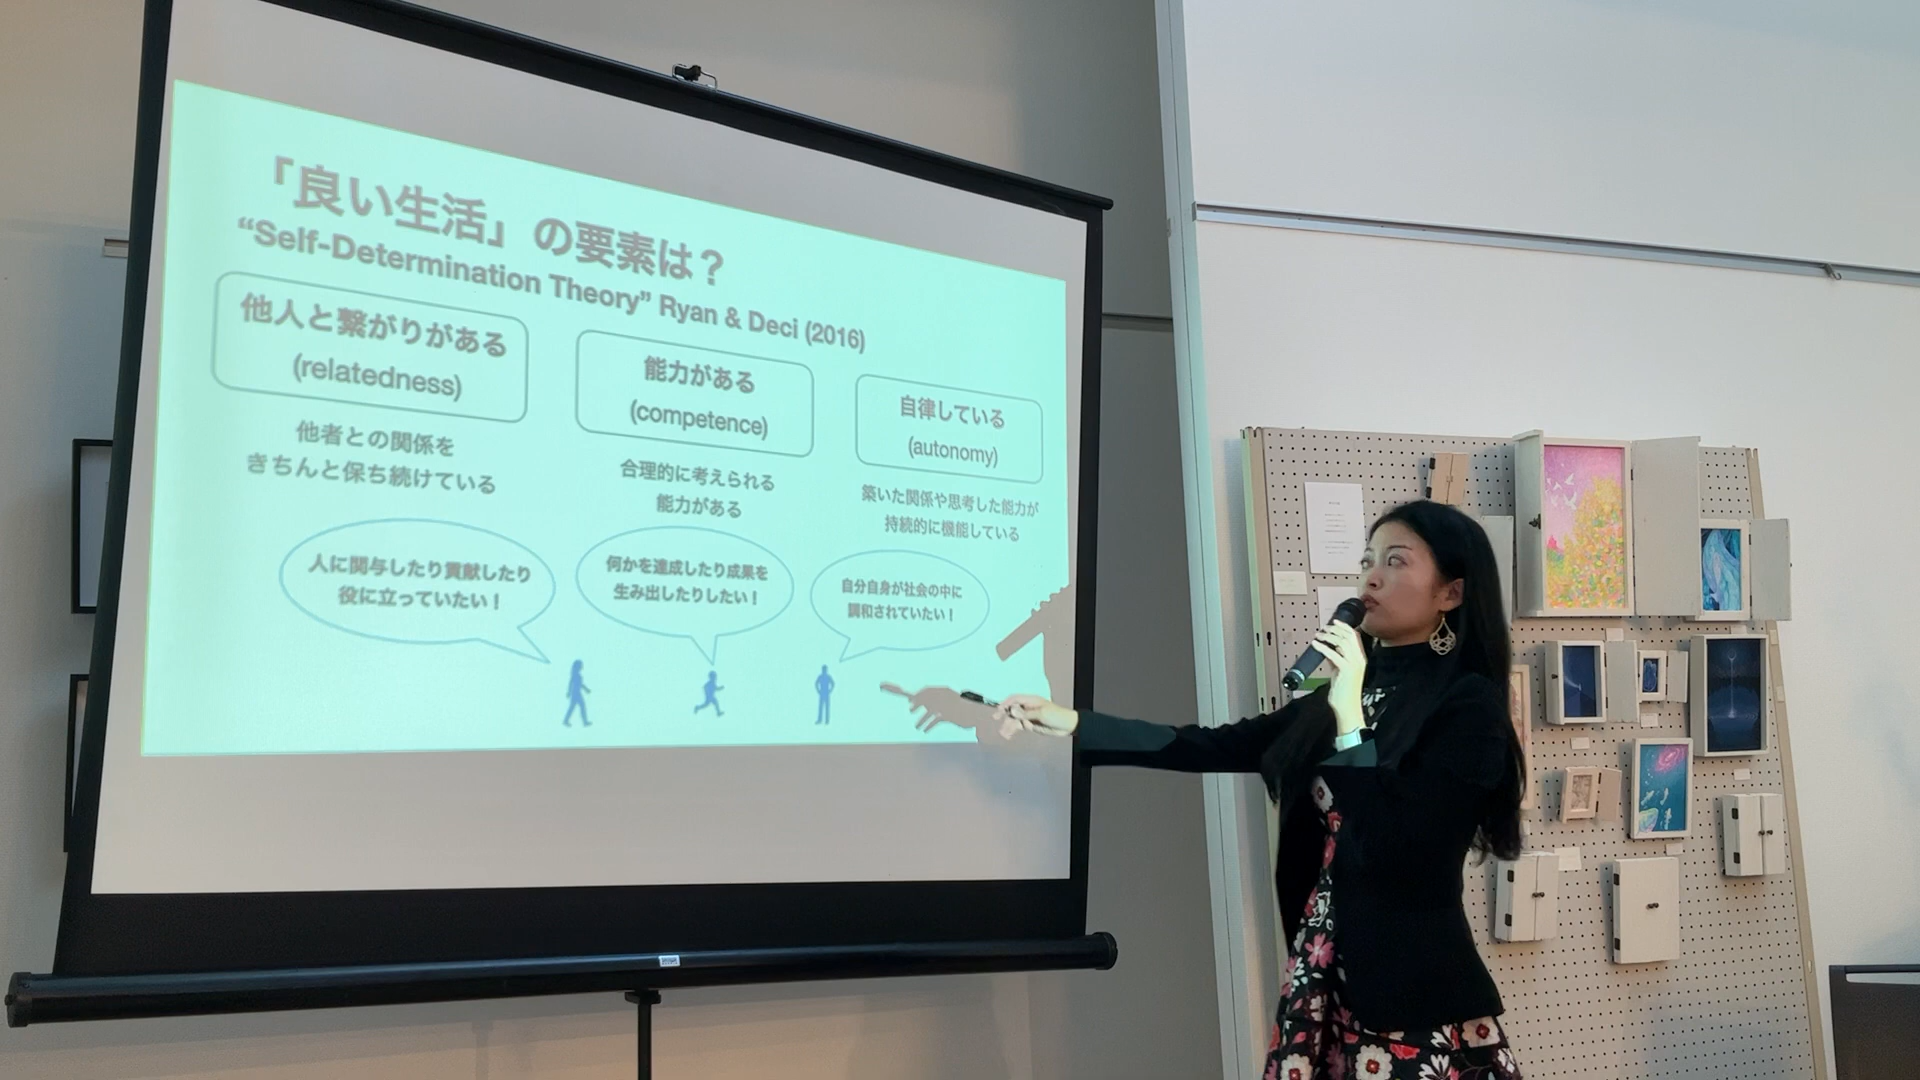 「良い生活」の要素は？
“Self-Determination Theory” Ryan & Deci (2016)
他人と繋がりがある
(relatedness)
他者との関係を
きちんと保ち続けている
人に関与したり貢献したり
役に立っていたい！
能力がある
(competence)
合理的に考えられる
能力がある
何かを達成したり成果を
生み出したりしたい！
自律している
(autonomy)
築いた関係や思考した能力が
持続的に機能している
自分自身が社会の中に
調和されていたい！